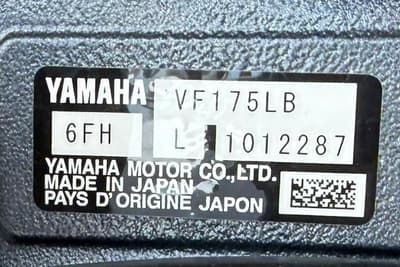 YAMAHA VF175LB
6FH L 1012287
YAMAHA MOTOR CO.,LTD.
MADE IN JAPAN
PAYS D'ORIGINE JAPON